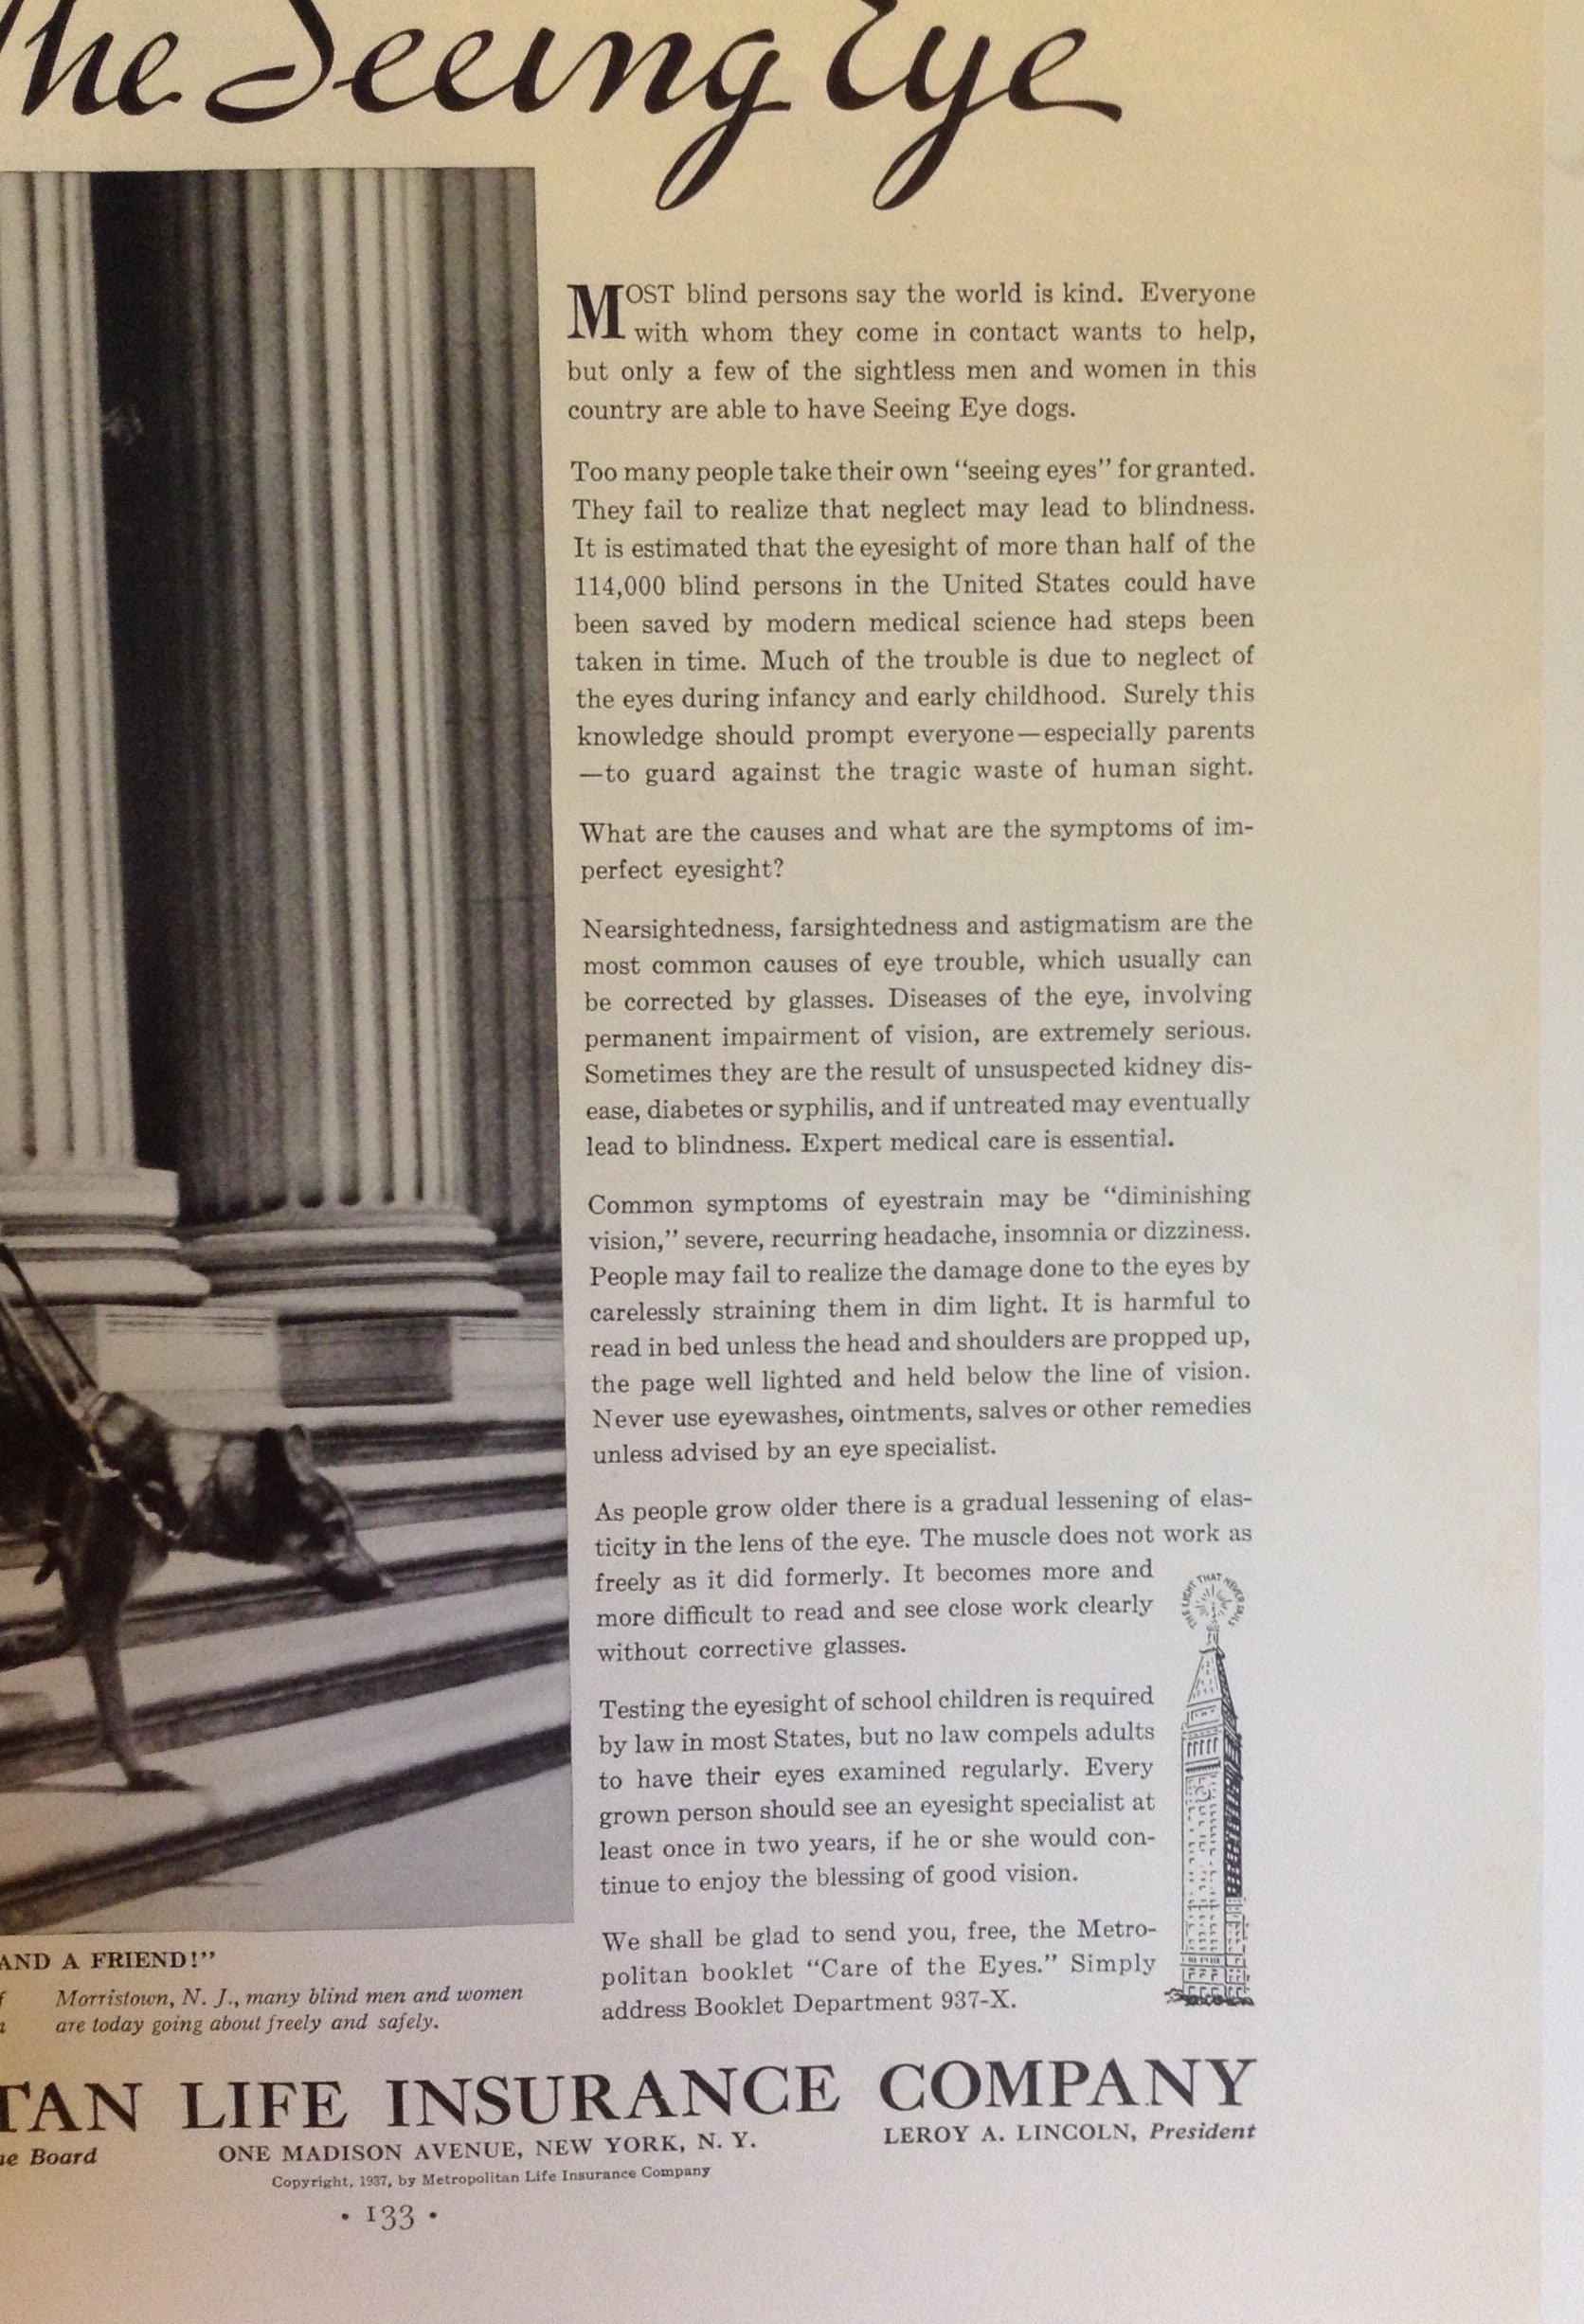 The Seeing Eye
MOST blind persons say the world is kind. Everyone
with whom they come in contact wants to help,
but only a few of the sightless men and women in this
country are able to have Seeing Eye dogs.
Too many people take their own “seeing eyes” for granted.
They fail to realize that neglect may lead to blindness.
It is estimated that the eyesight of more than half of the
114,000 blind persons in the United States could have
been saved by modern medical science had steps been
taken in time. Much of the trouble is due to neglect of
the eyes during infancy and early childhood. Surely this
knowledge should prompt everyone—especially parents
—to guard against the tragic waste of human sight.
What are the causes and what are the symptoms of im-
perfect eyesight?
Nearsightedness, farsightedness and astigmatism are the
most common causes of eye trouble, which usually can
be corrected by glasses. Diseases of the eye, involving
permanent impairment of vision, are extremely serious.
Sometimes they are the result of unsuspected kidney dis-
ease, diabetes or syphilis, and if untreated may eventually
lead to blindness. Expert medical care is essential.
Common symptoms of eyestrain may be “diminishing
vision,” severe, recurring headache, insomnia or dizziness.
People may fail to realize the damage done to the eyes by
carelessly straining them in dim light. It is harmful to
read in bed unless the head and shoulders are propped up,
the page well lighted and held below the line of vision.
Never use eyewashes, ointments, salves or other remedies
unless advised by an eye specialist.
As people grow older there is a gradual lessening of elas-
ticity in the lens of the eye. The muscle does not work as
freely as it did formerly. It becomes more and
more difficult to read and see close work clearly
without corrective glasses.
Testing the eyesight of school children is required
by law in most States, but no law compels adults
to have their eyes examined regularly. Every
grown person should see an eyesight specialist at
least once in two years, if he or she would con-
tinue to enjoy the blessing of good vision.
We shall be glad to send you, free, the Metro-
politan booklet “Care of the Eyes.” Simply
address Booklet Department 937-X.
THE LIGHT THAT NEVER FAILS
AND A FRIEND!”
Morristown, N. J., many blind men and women
are today going about freely and safely.
TAN LIFE INSURANCE COMPANY
Board
ONE MADISON AVENUE, NEW YORK, N. Y.
LEROY A. LINCOLN, President
Copyright, 1937, by Metropolitan Life Insurance Company
• 133 •